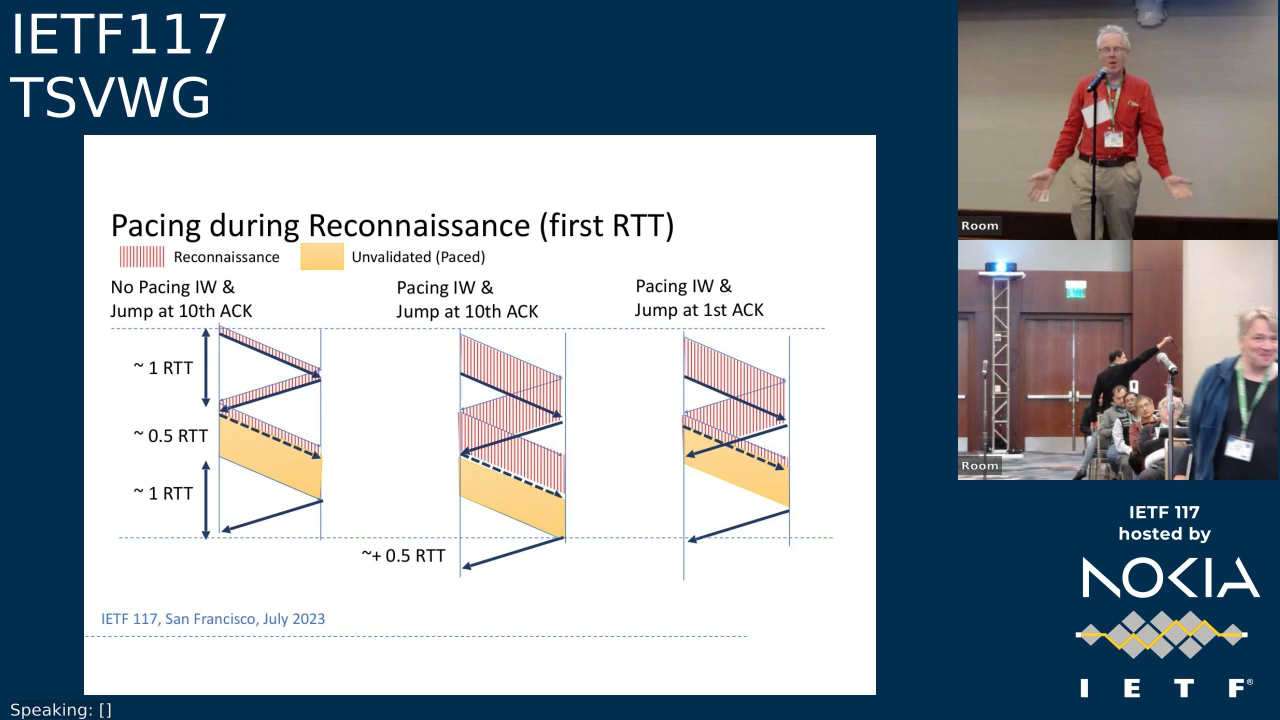 IETF117
TSVWG
Pacing during Reconnaissance (first RTT)
Reconnaissance
Unvalidated (Paced)
No Pacing IW &
Jump at 10th ACK
Pacing IW &
Jump at 10th ACK
Pacing IW &
Jump at 1st ACK
~ 1 RTT
~ 0.5 RTT
~ 1 RTT
~+ 0.5 RTT
IETF 117, San Francisco, July 2023
Room
Room
IETF 117
hosted by
NOKIA
I E T F®
Speaking: []